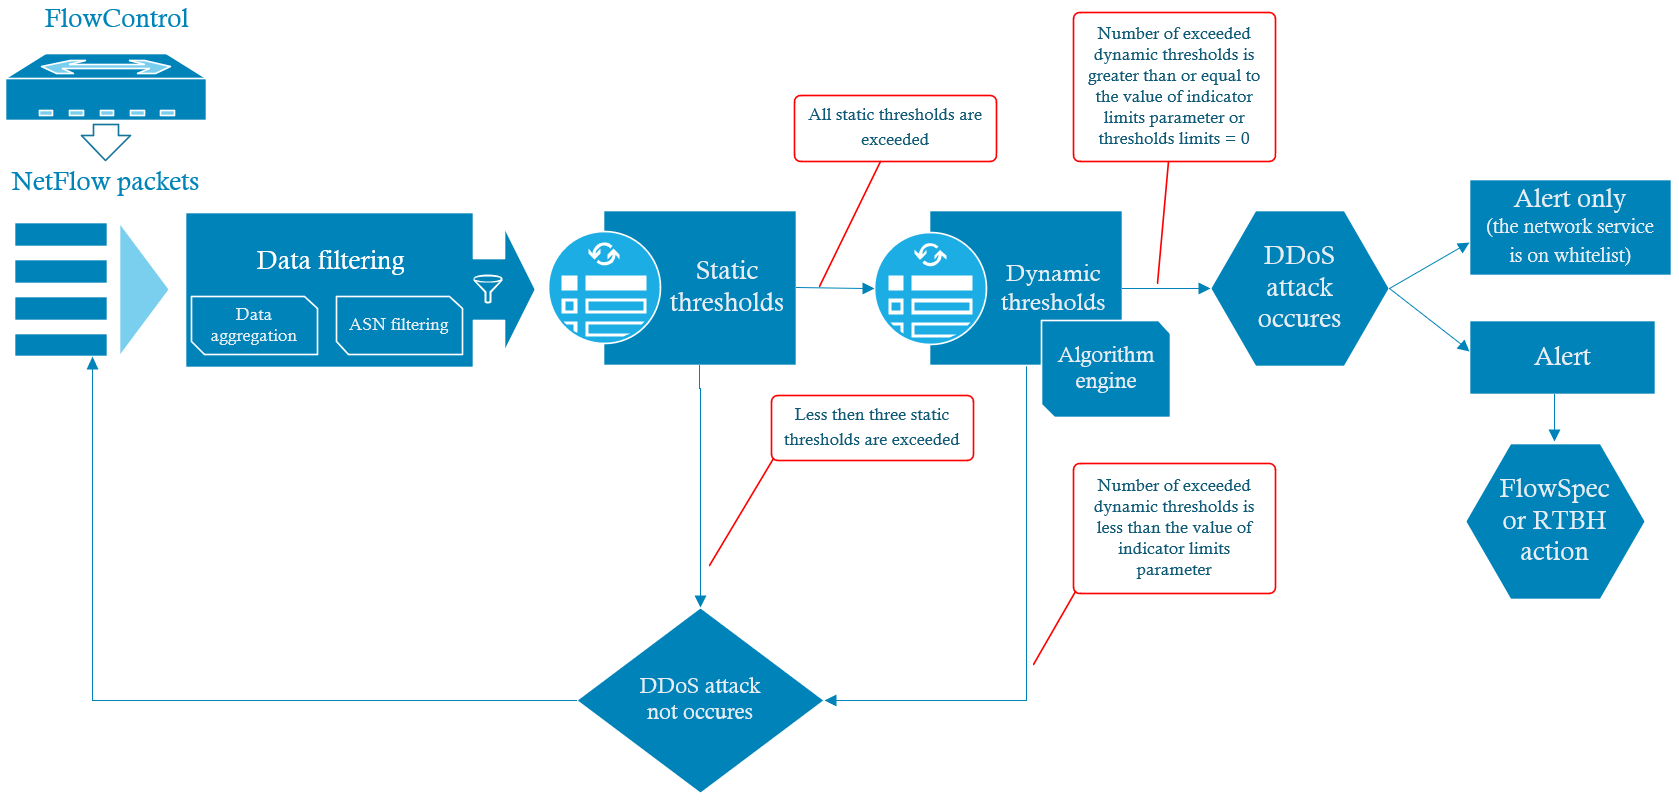 FlowControl
NetFlow packets
Data filtering
Data
aggregation
ASN filtering
Static
thresholds
All static thresholds are
exceeded
Dynamic
thresholds
Algorithm
engine
Number of exceeded
dynamic thresholds is
greater than or equal to
the value of indicator
limits parameter or
thresholds limits = 0
DDoS
attack
occures
Alert only
(the network service
is on whitelist)
Alert
FlowSpec
or RTBH
action
Less then three static
thresholds are exceeded
Number of exceeded
dynamic thresholds is
less than the value of
indicator limits
parameter
DDoS attack
not occures